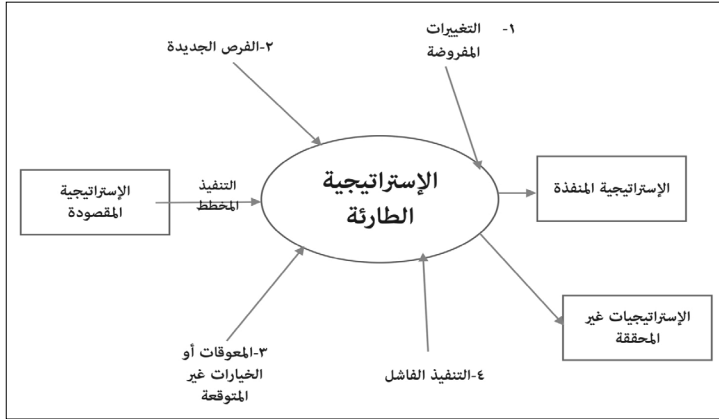 ١- التغييرات
المفروضة
٢-الفرص الجديدة
الإستراتيجية
الطارئة
الإستراتيجية المنفذة
التنفيذ
المخطط
الإستراتيجية
المقصودة
الإستراتيجيات غير
المحققة
٣-المعوقات أو
الخيارات غير
المتوقعة
٤-التنفيذ الفاشل